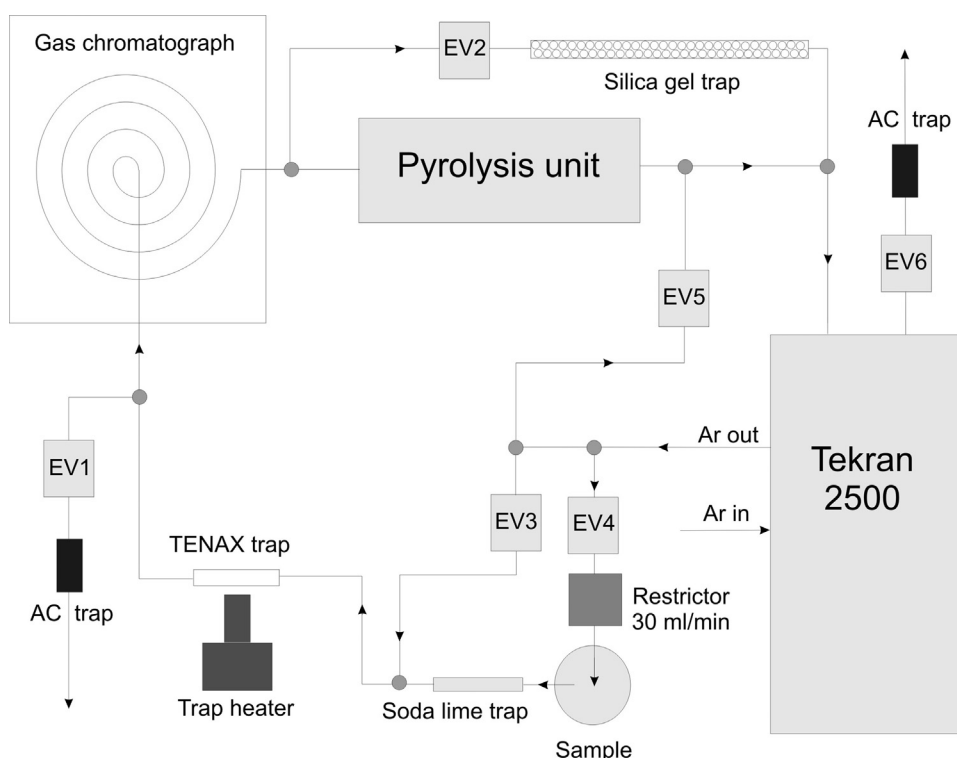 Gas chromatograph
EV2
Silica gel trap
AC trap
Pyrolysis unit
EV6
EV5
Ar out
Tekran
2500
EV1
EV3
EV4
Ar in
TENAX trap
Restrictor
30 ml/min
AC trap
Trap heater
Soda lime trap
Sample